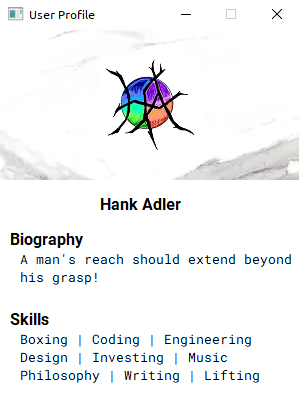 User Profile
Hank Adler
Biography
A man's reach should extend beyond
his grasp!
Skills
Boxing | Coding | Engineering
Design | Investing | Music
Philosophy | Writing | Lifting